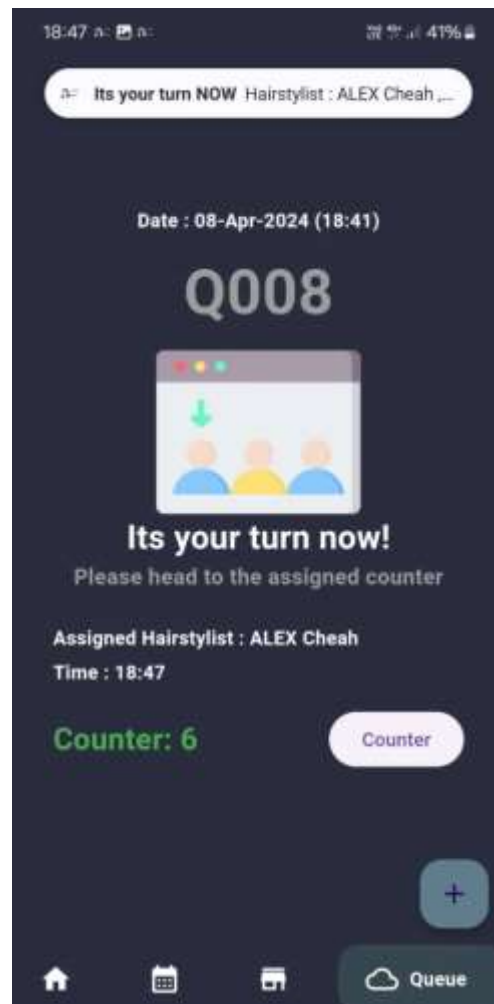 18:47
41%
Its your turn NOW Hairstylist : ALEX Cheah ,...
Date : 08-Apr-2024 (18:41)
Q008
Its your turn now!
Please head to the assigned counter
Assigned Hairstylist : ALEX Cheah
Time : 18:47
Counter: 6
Counter
+
Queue